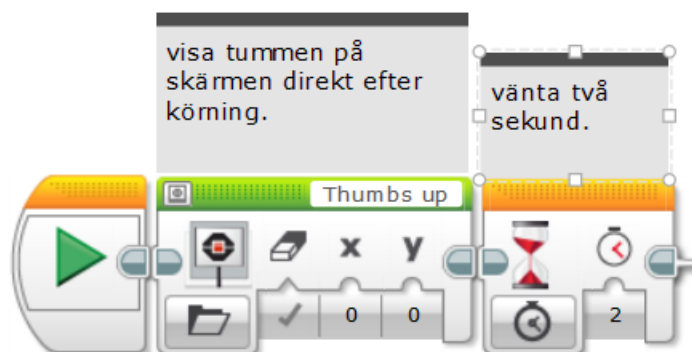 visa tummen på
skärmen direkt efter
körning.
vänta två
sekund.
Thumbs up
x
y
0
0
2